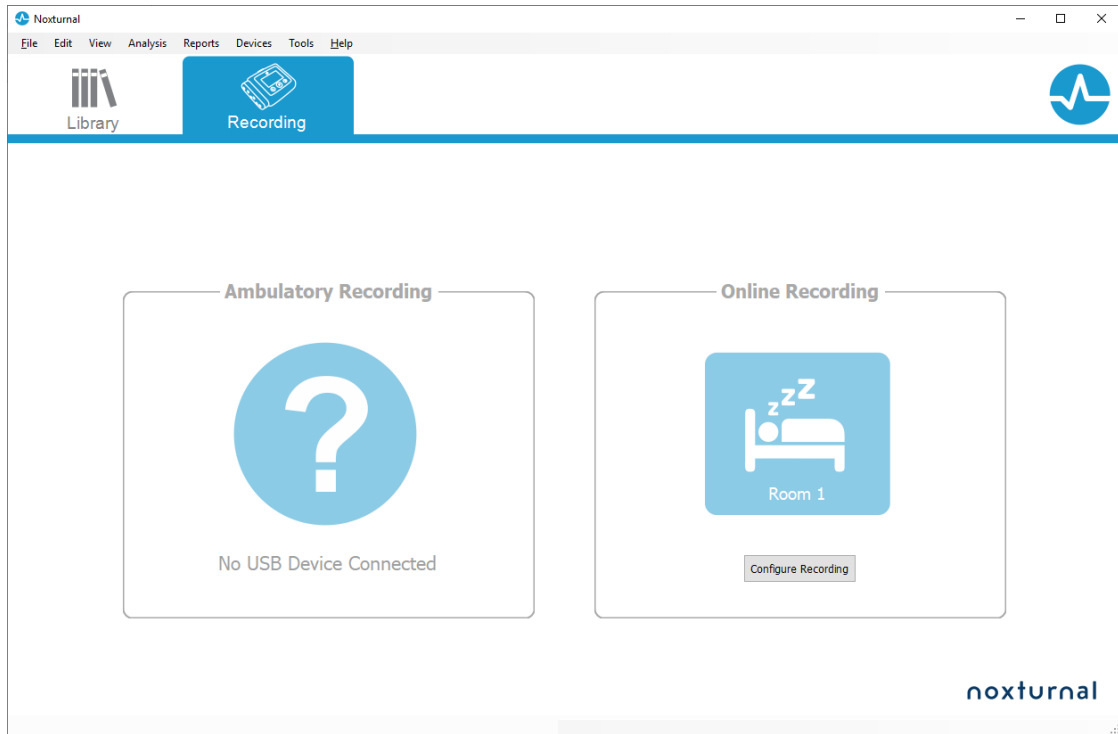 Noxturnal
File Edit View Analysis Reports Devices Tools Help
Library
Recording
Ambulatory Recording
?
No USB Device Connected
Online Recording
z z Z
Room 1
Configure Recording
noxturnal